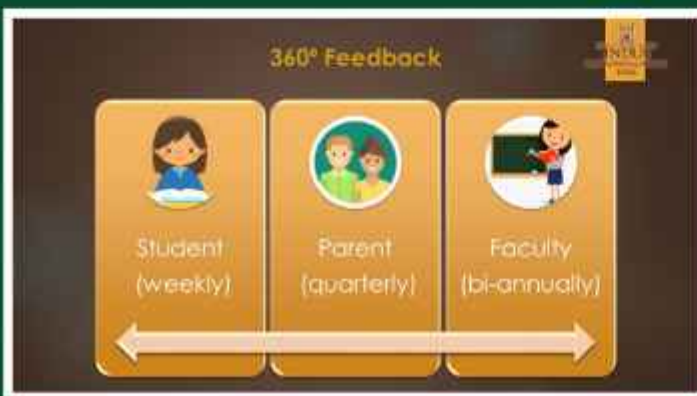 360° Feedback
Student
(weekly)
Parent
(quarterly)
Faculty
(bi-annually)